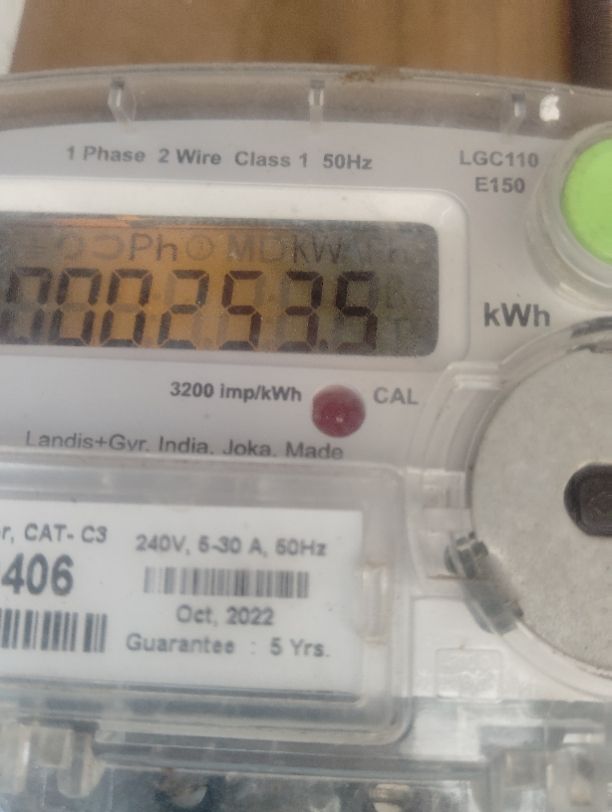 1 Phase 2 Wire Class 1 50Hz
LGC110
E150
0002535
kWh
3200 imp/kWh CAL
Landis+Gyr, India, Joka, Made
CAT- C3
406
240V, 5-30 A, 50Hz
Oct, 2022
Guarantee : 5 Yrs.